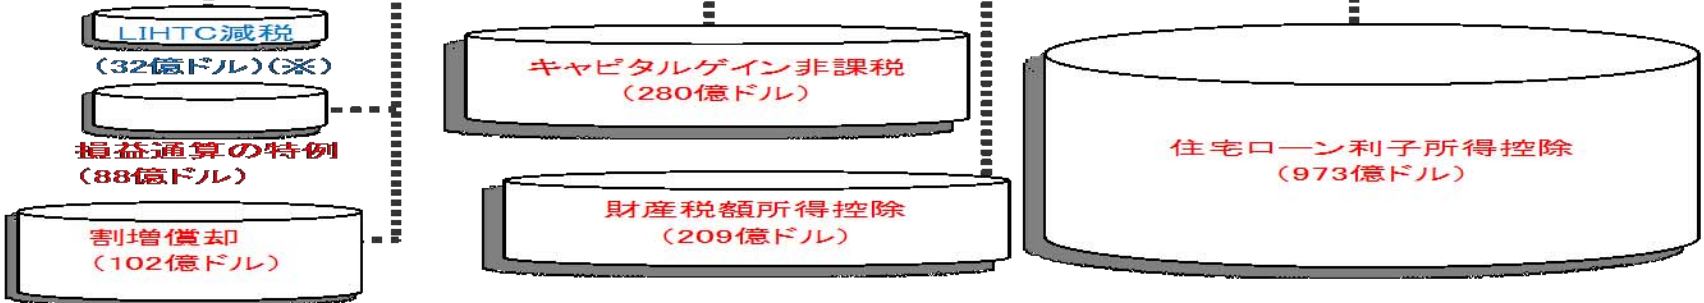 LIHTC減税
(32億ドル)(※)
損益通算の特例
(88億ドル)
割増償却
(102億ドル)
キャピタルゲイン非課税
(280億ドル)
財産税額所得控除
(209億ドル)
住宅ローン利子所得控除
(973億ドル)